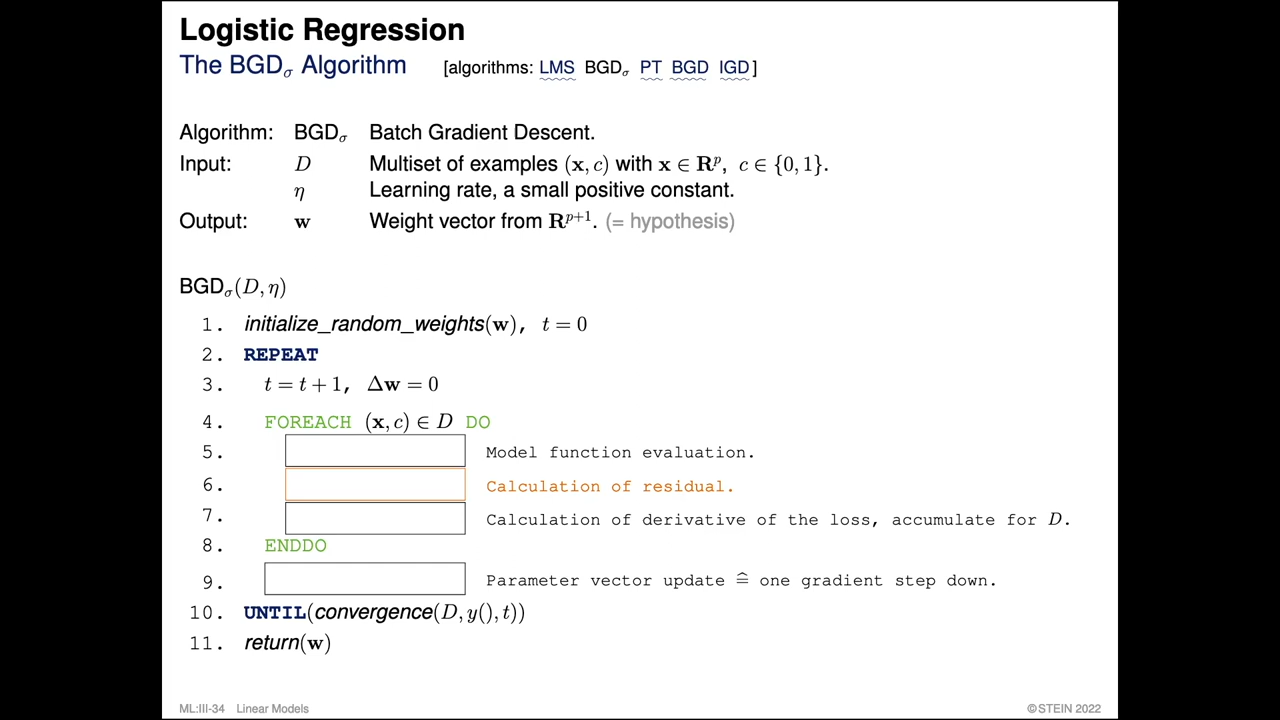 Logistic Regression
The BGDσ Algorithm [algorithms: LMS BGDσ PT BGD IGD]
Algorithm: BGDσ Batch Gradient Descent.
Input: D Multiset of examples (x, c) with x ∈ Rᵖ, c ∈ {0, 1}.
η Learning rate, a small positive constant.
Output: w Weight vector from Rᵖ⁺¹. (= hypothesis)
BGDσ(D, η)
1. initialize_random_weights(w), t = 0
2. REPEAT
3. t = t + 1, Δw = 0
4. FOREACH (x, c) ∈ D DO
5. Model function evaluation.
6. Calculation of residual.
7. Calculation of derivative of the loss, accumulate for D.
8. ENDDO
9. Parameter vector update ≙ one gradient step down.
10. UNTIL(convergence(D, y(), t))
11. return(w)
ML:III-34 Linear Models ©STEIN 2022